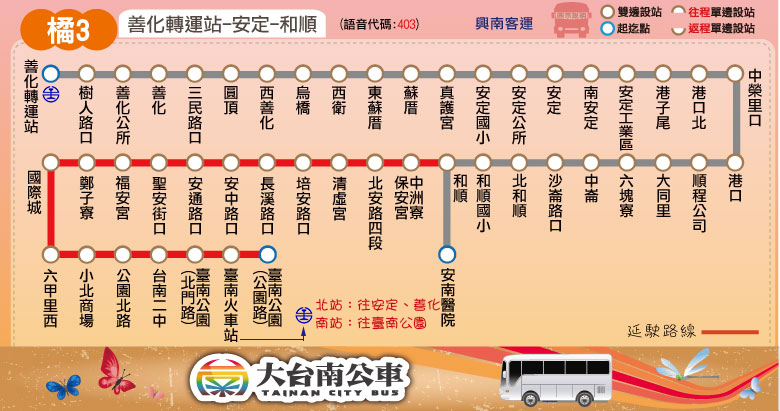 橘3
善化轉運站-安定-和順
(語音代碼:403)
興南客運
雙邊設站
往程單邊設站
起迄點
返程單邊設站
善化轉運站
樹人路口
善化公所
善化
三民路口
圓頂
西善化
烏橋
西衛
東蘇厝
蘇厝
真護宮
安定國小
安定公所
安定
南安定
安定工業區
港子尾
港口北
中榮里口
國際城
鄭子寮
福安宮
聖安街口
安通路口
安中路口
長溪路口
培安路口
清虛宮
北安路四段
中洲寮
保安宮
和順
和順國小
北和順
沙崙路口
中崙
六塊寮
大同里
順程公司
港口
六甲里西
小北商場
公園北路
台南二中
臺南公園
(北門路)
臺南火車站
臺南公園
(公園路)
北站：往安定、善化
南站：往臺南公園
安南醫院
延駛路線
大台南公車
TAINAN CITY BUS